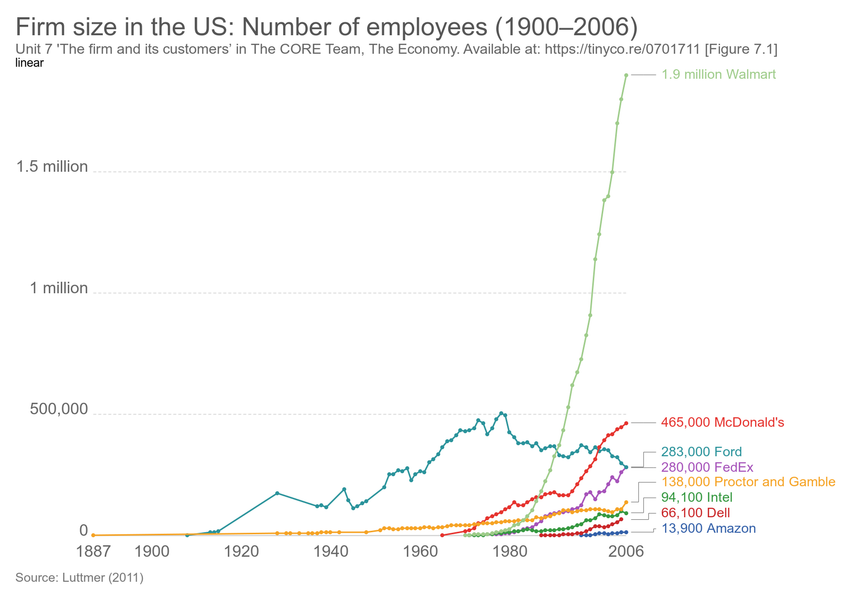 Firm size in the US: Number of employees (1900–2006)
Unit 7 'The firm and its customers' in The CORE Team, The Economy. Available at: https://tinyco.re/0701711 [Figure 7.1]
linear
1.9 million Walmart
1.5 million
1 million
500,000
465,000 McDonald's
283,000 Ford
280,000 FedEx
138,000 Proctor and Gamble
94,100 Intel
66,100 Dell
13,900 Amazon
0
1887 1900 1920 1940 1960 1980 2006
Source: Luttmer (2011)